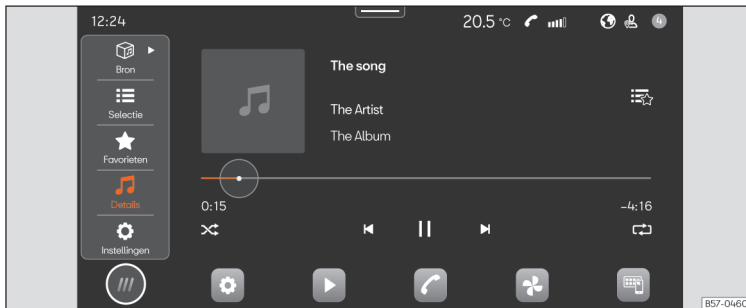 12:24
20.5 °C
4
Bron
Selectie
Favorieten
Details
Instellingen
The song
The Artist
The Album
0:15
-4:16
B57-0460